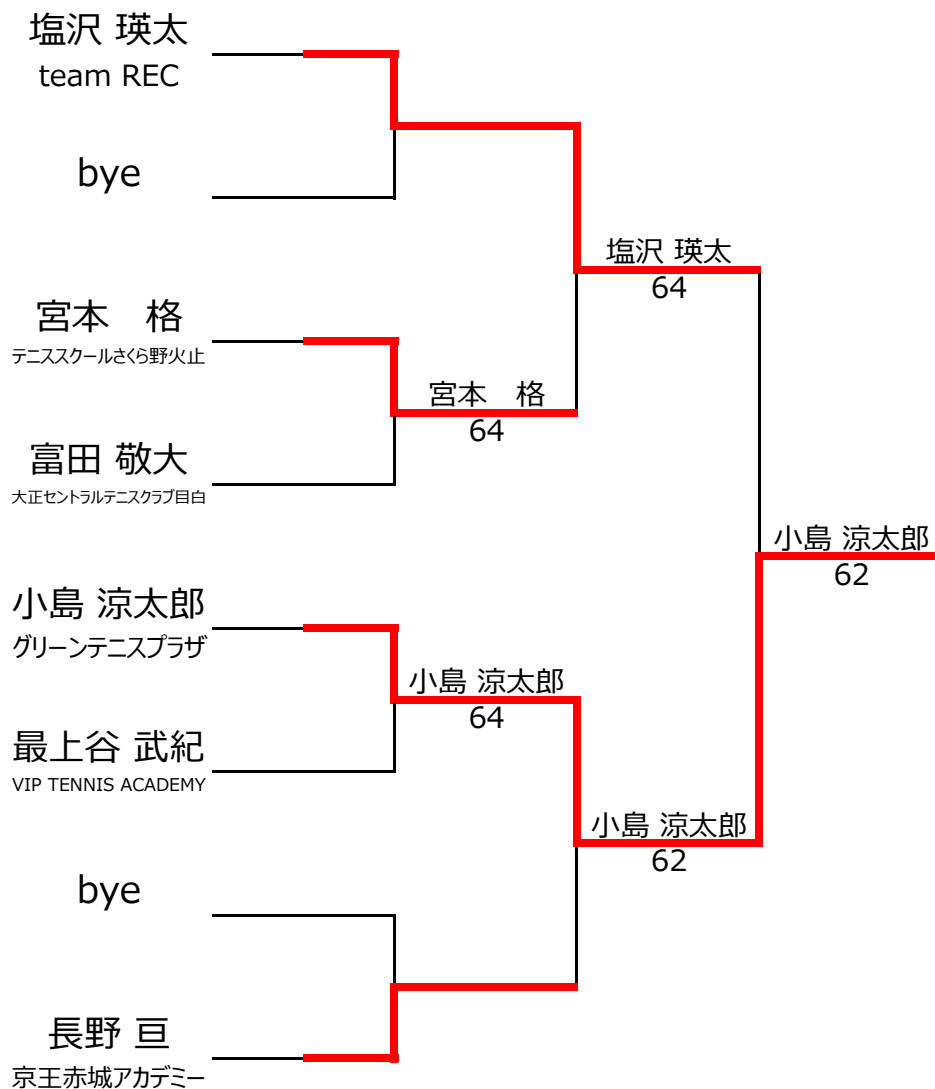 塩沢 瑛太
team REC
bye
塩沢 瑛太
64
宮本　格
テニススクールさくら野火止
宮本　格
64
富田 敬大
大正セントラルテニスクラブ目白
小島 涼太郎
62
小島 涼太郎
グリーンテニスプラザ
小島 涼太郎
64
最上谷 武紀
VIP TENNIS ACADEMY
小島 涼太郎
62
bye
長野 亘
京王赤城アカデミー